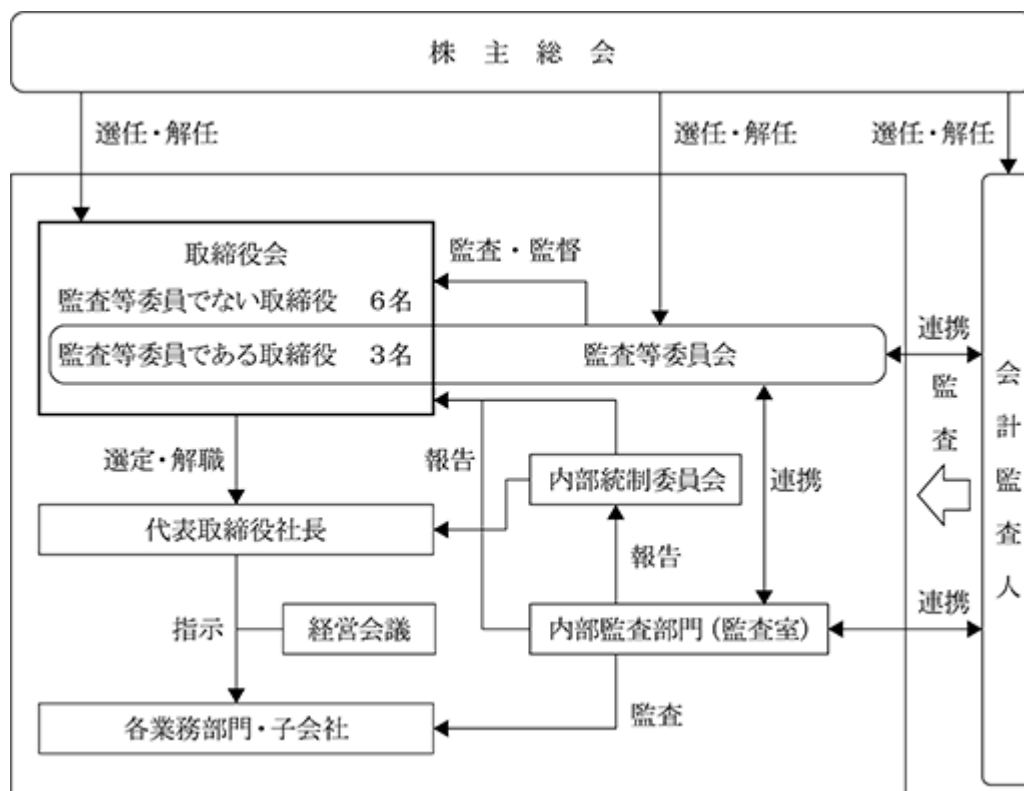 株主総会
選任・解任
選任・解任
選任・解任
取締役会
監査・監督
監査等委員でない取締役 6名
監査等委員である取締役 3名
監査等委員会
連携
監査
会計監査人
選定・解職
報告
内部統制委員会
連携
代表取締役社長
報告
指示
経営会議
内部監査部門(監査室)
連携
監査
各業務部門・子会社